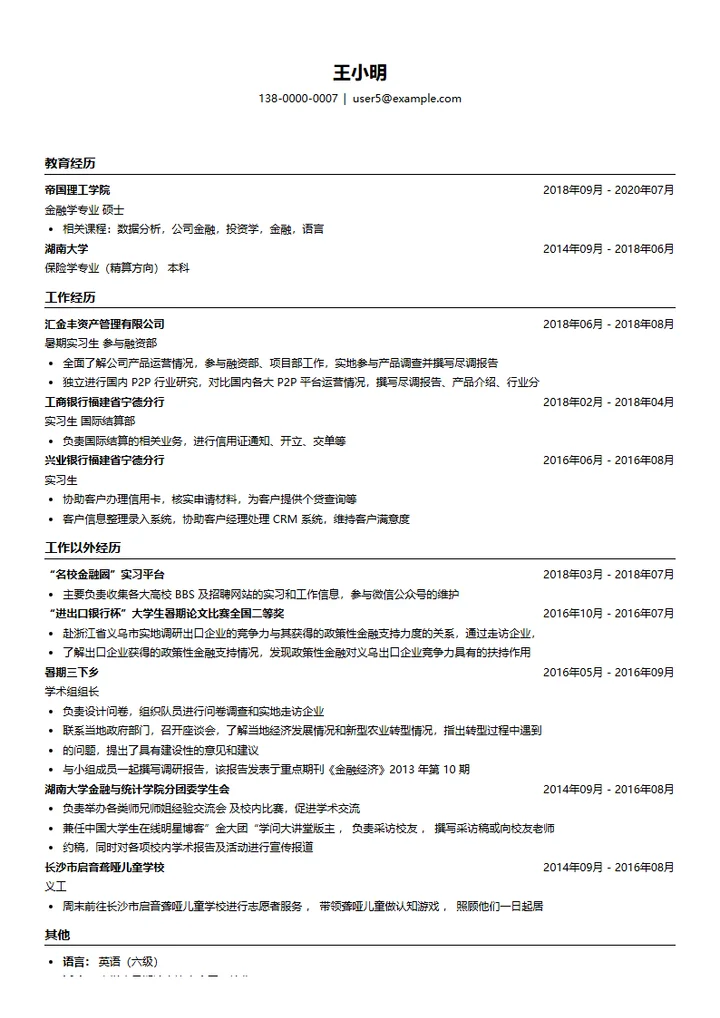 王小明
138-0000-0007 | user5@example.com
教育经历
帝国理工学院 2018年09月 - 2020年07月
金融学专业 硕士
• 相关课程：数据分析，公司金融，投资学，金融，语言
湖南大学 2014年09月 - 2018年06月
保险学专业（精算方向） 本科
工作经历
汇金丰资产管理有限公司 2018年06月 - 2018年08月
暑期实习生 参与融资部
• 全面了解公司产品运营情况，参与融资部、项目部工作，实地参与产品调查并撰写尽调报告
• 独立进行国内 P2P 行业研究，对比国内各大 P2P 平台运营情况，撰写尽调报告、产品介绍、行业分
工商银行福建省宁德分行 2018年02月 - 2018年04月
实习生 国际结算部
• 负责国际结算的相关业务，进行信用证通知、开立、交单等
兴业银行福建省宁德分行 2016年06月 - 2016年08月
实习生
• 协助客户办理信用卡，核实申请材料，为客户提供个贷查询等
• 客户信息整理录入系统，协助客户经理处理 CRM 系统，维持客户满意度
工作以外经历
“名校金融圈”实习平台 2018年03月 - 2018年07月
• 主要负责收集各大高校 BBS 及招聘网站的实习和工作信息，参与微信公众号的维护
“进出口银行杯”大学生暑期论文比赛全国二等奖 2016年10月 - 2016年07月
• 赴浙江省义乌市实地调研出口企业的竞争力与其获得的政策性金融支持力度的关系，通过走访企业，
• 了解出口企业获得的政策性金融支持情况，发现政策性金融对义乌出口企业竞争力具有的扶持作用
暑期三下乡 2016年05月 - 2016年09月
学术组组长
• 负责设计问卷，组织队员进行问卷调查和实地走访企业
• 联系当地政府部门，召开座谈会，了解当地经济发展情况和新型农业转型情况，指出转型过程中遇到
• 的问题，提出了具有建设性的意见和建议
• 与小组成员一起撰写调研报告，该报告发表于重点期刊《金融经济》2013 年第 10 期
湖南大学金融与统计学院分团委学生会 2014年09月 - 2016年08月
• 负责举办各类师兄师姐经验交流会 及校内比赛，促进学术交流
• 兼任中国大学生在线明星博客”金大团“学问大讲堂版主 ， 负责采访校友 ， 撰写采访稿或向校友老师
• 约稿，同时对各项校内学术报告及活动进行宣传报道
长沙市启音聋哑儿童学校 2014年09月 - 2016年08月
义工
• 周末前往长沙市启音聋哑儿童学校进行志愿者服务 ， 带领聋哑儿童做认知游戏 ， 照顾他们一日起居
其他
• 语言： 英语（六级）